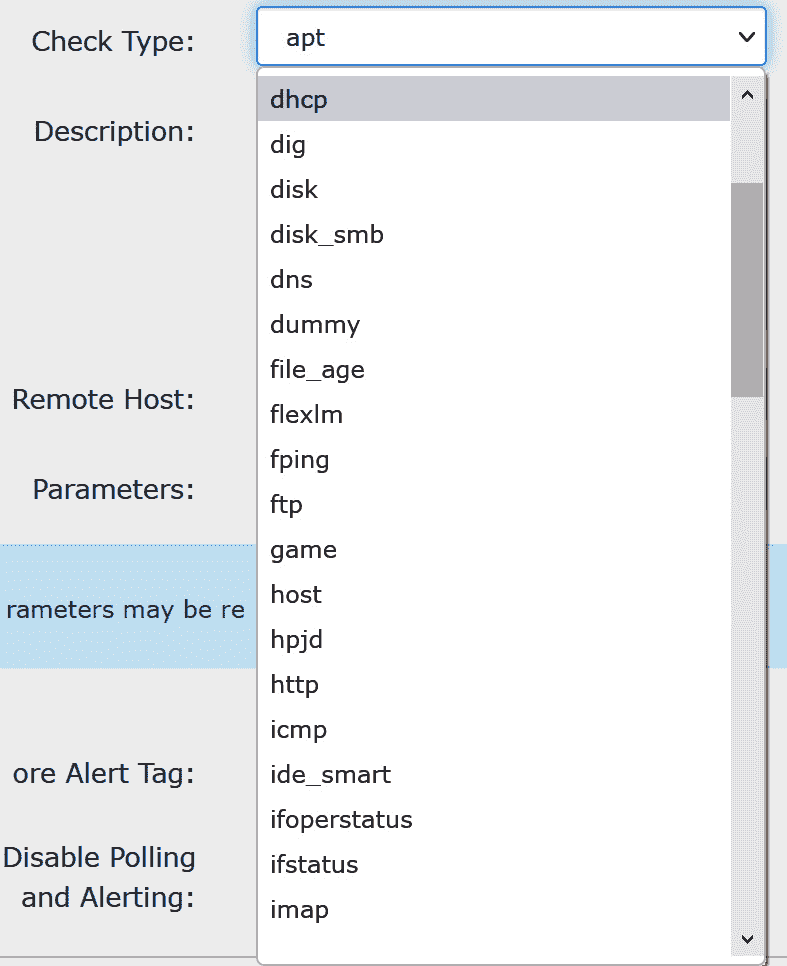 Check Type:
apt
dhcp
Description:
dig
disk
disk_smb
dns
dummy
file_age
Remote Host:
flexlm
fping
Parameters:
ftp
game
host
rameters may be re
hpjd
http
icmp
ore Alert Tag:
ide_smart
ifoperstatus
Disable Polling
and Alerting:
ifstatus
imap